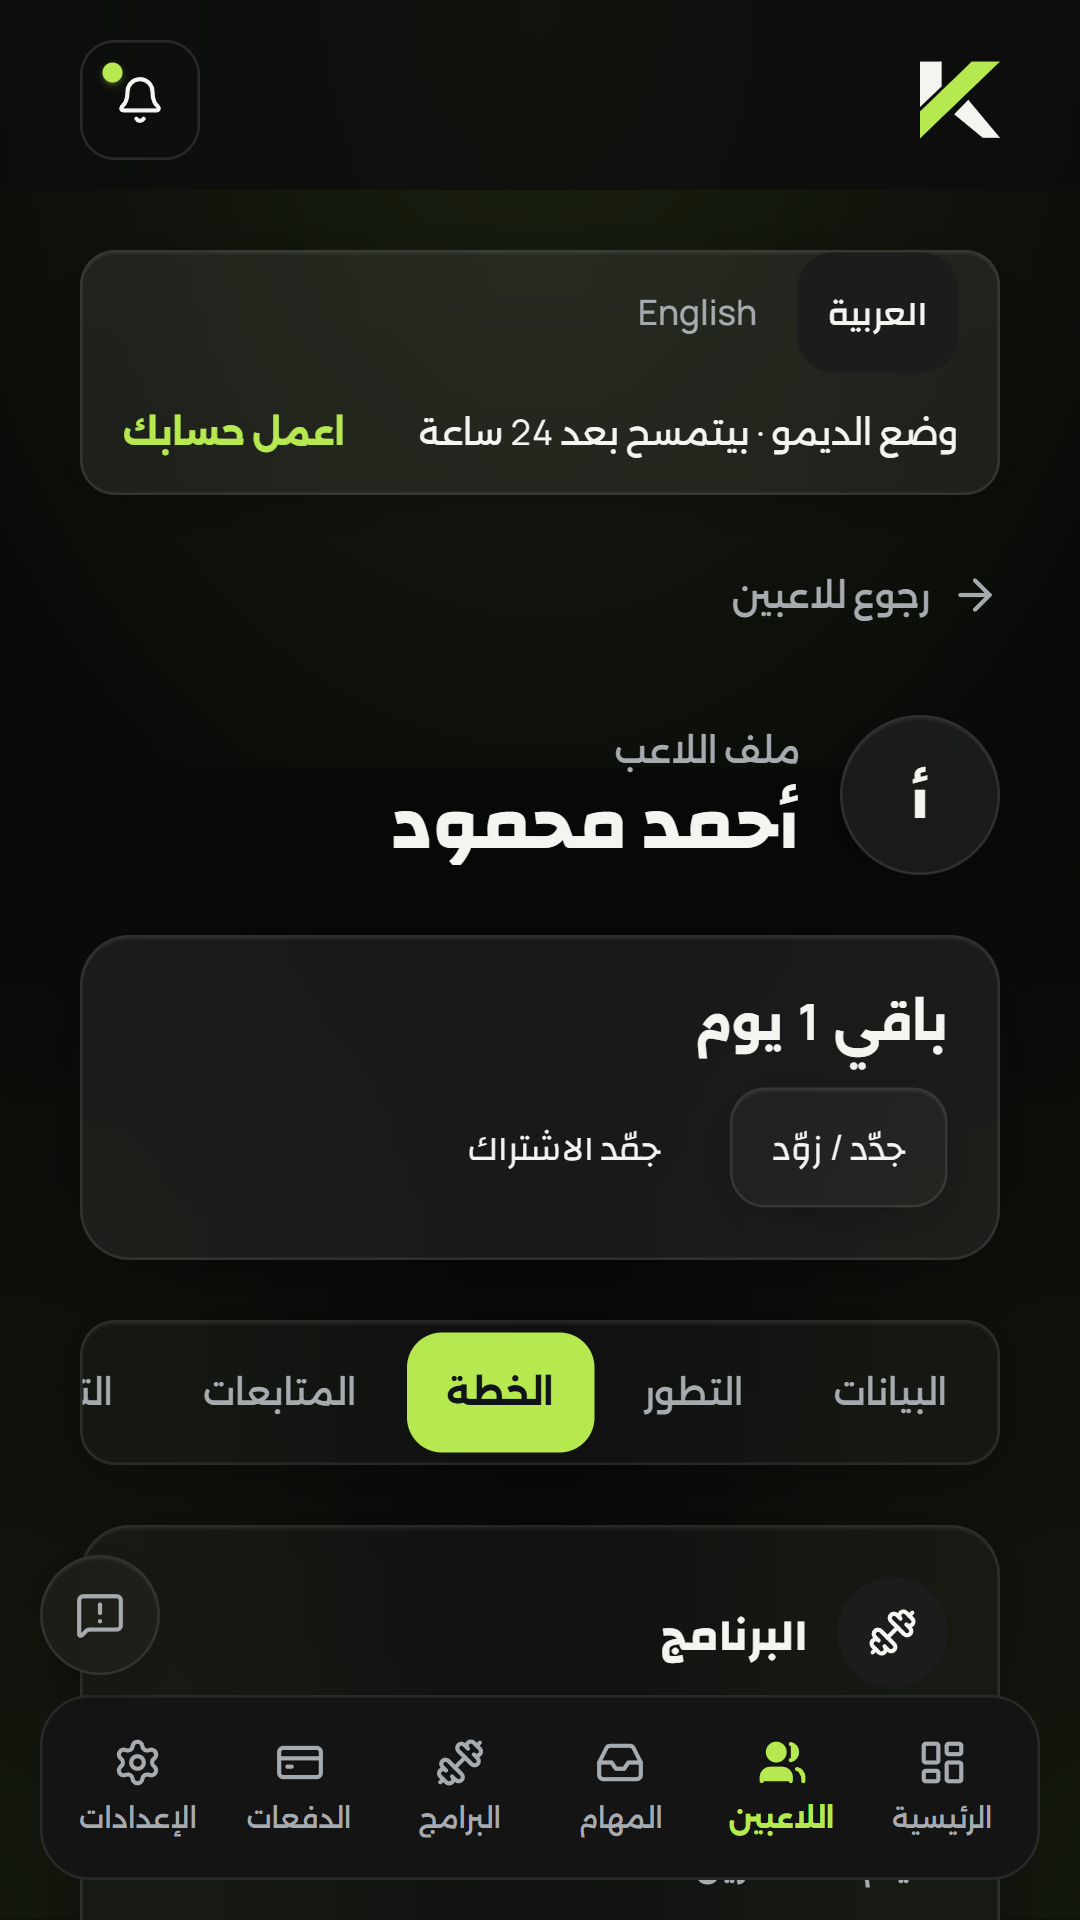 العربية
English
وضع الديمو · بيتمسح بعد 24 ساعة
اعمل حسابك
رجوع للاعبين
ملف اللاعب
أ
أحمد محمود
باقي 1 يوم
جدّد / زوّد
جمّد الاشتراك
البيانات
التطور
الخطة
المتابعات
البرنامج
الرئيسية
اللاعبين
المهام
البرامج
الدفعات
الإعدادات